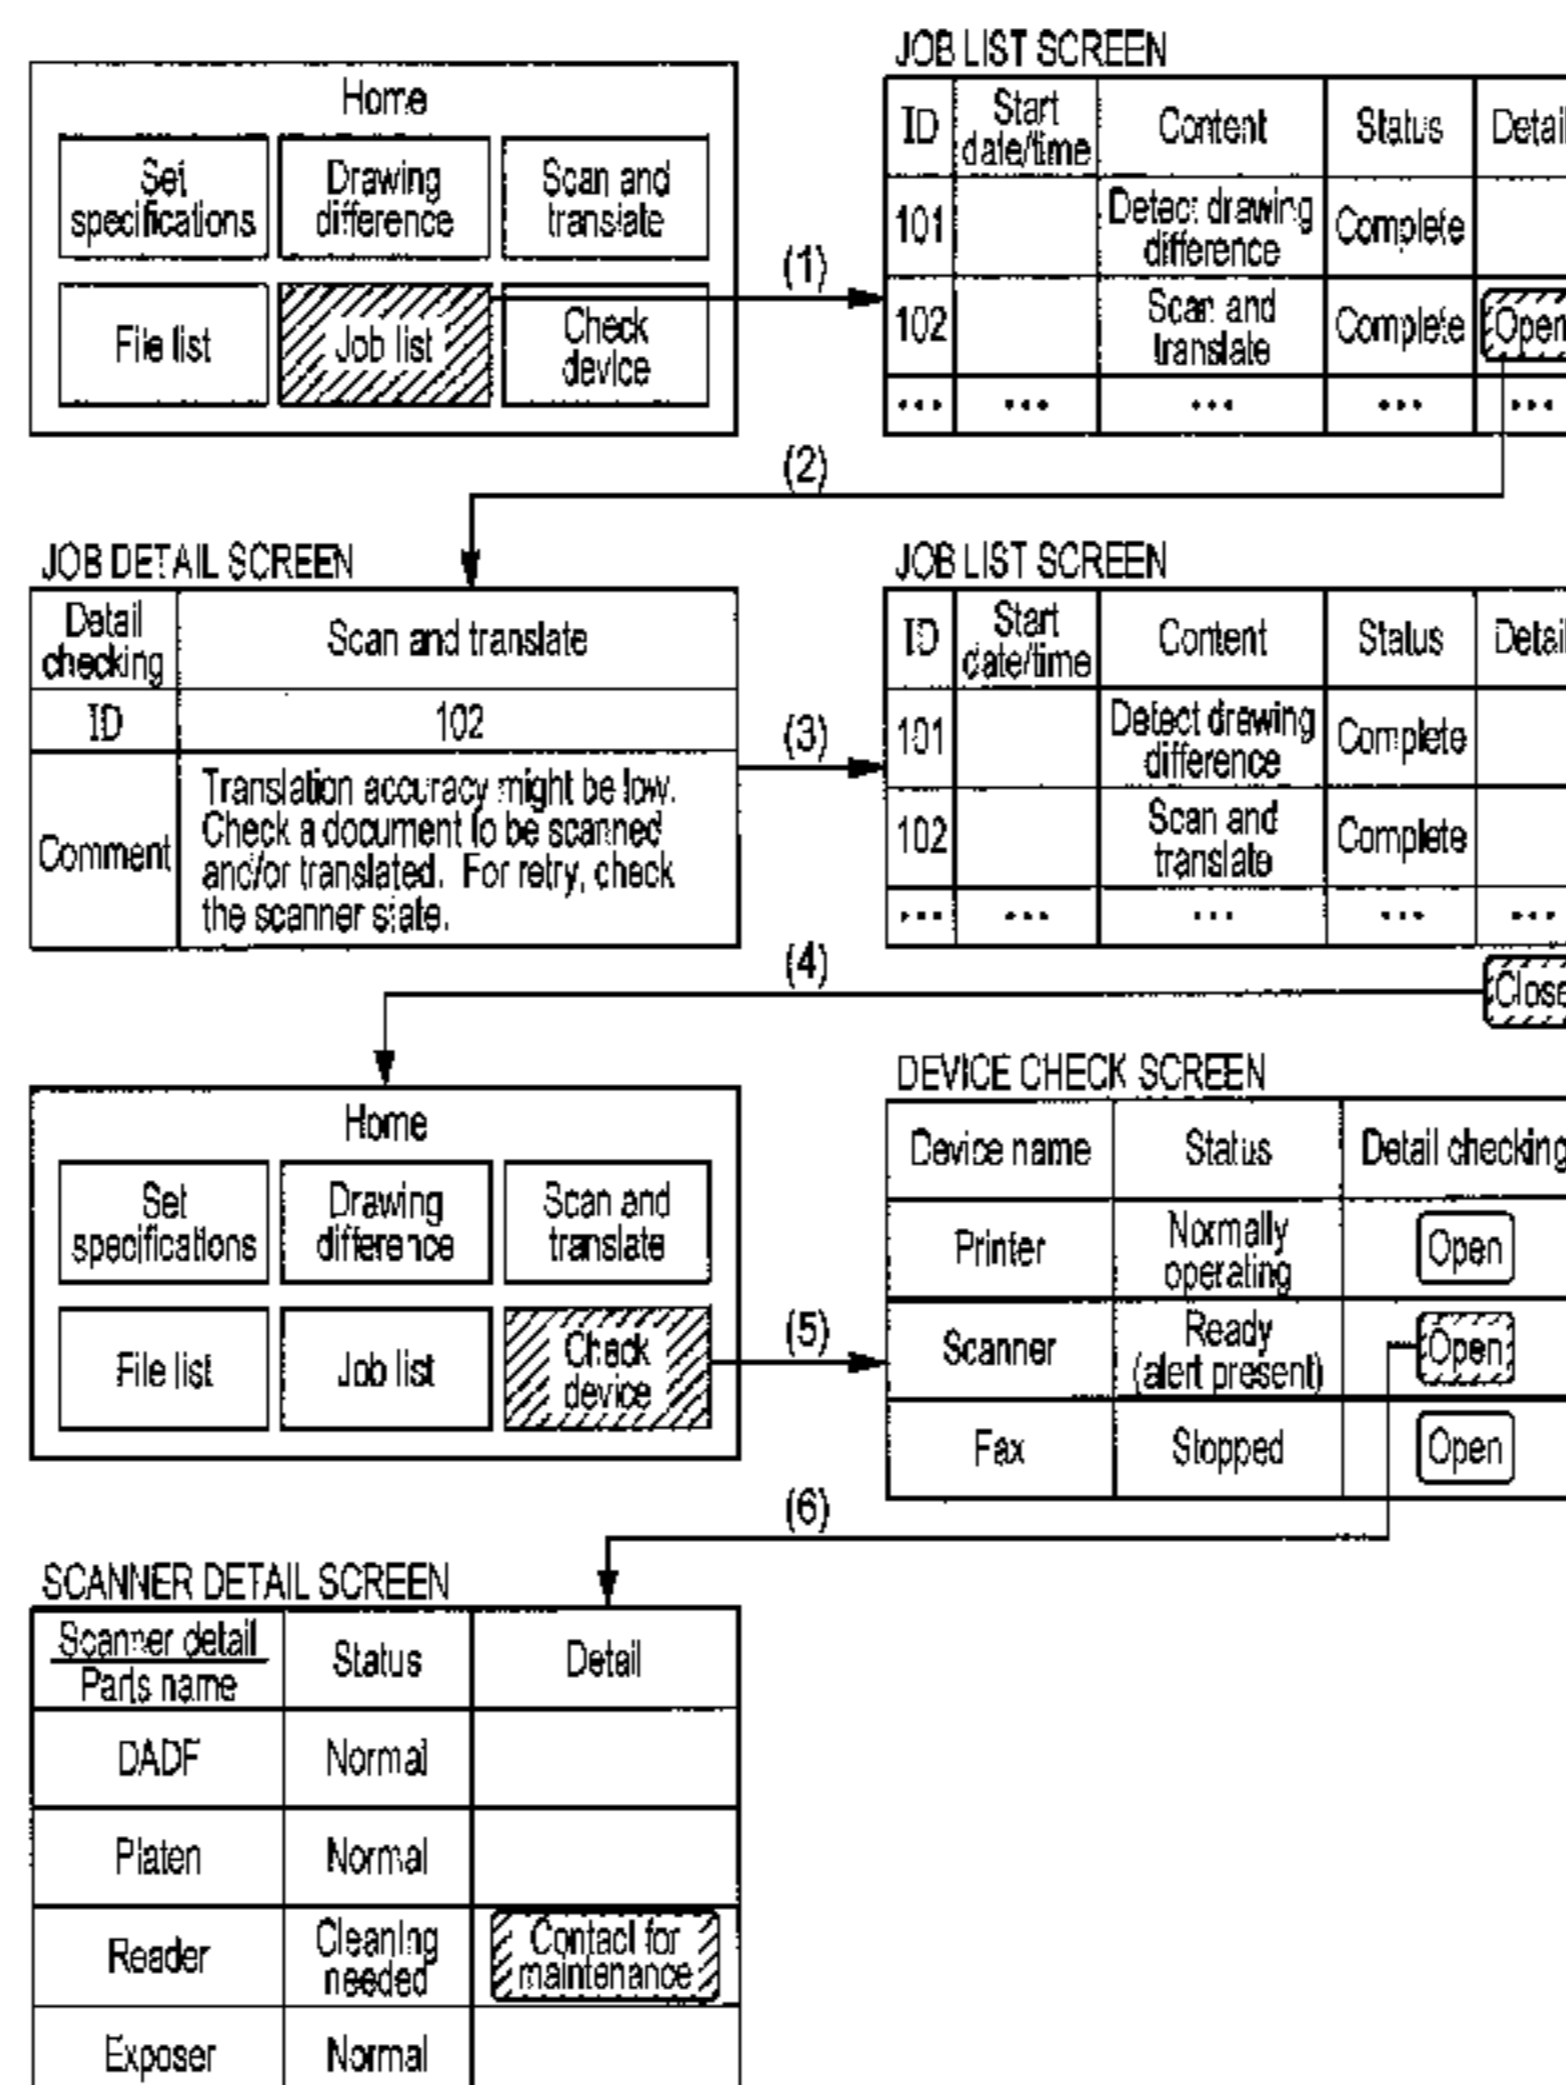 Home
Set
specifications
Drawing
difference
Scan and
translate
File list
Job list
Check
device
(1)
JOB LIST SCREEN
ID
Start
date/time
Content
Status
Detail
101
Detect drawing
difference
Complete
102
Scan and
translate
Complete
Open
... ... ... ... ...
(2)
JOB DETAIL SCREEN
Detail
checking
Scan and translate
ID
102
Comment
Translation accuracy might be low.
Check a document to be scanned
and/or translated. For retry, check
the scanner state.
(3)
JOB LIST SCREEN
ID
Start
date/time
Content
Status
Detail
101
Detect drawing
difference
Complete
102
Scan and
translate
Complete
... ... ... ... ...
Close
(4)
Home
Set
specifications
Drawing
difference
Scan and
translate
File list
Job list
Check
device
(5)
DEVICE CHECK SCREEN
Device name
Status
Detail checking
Printer
Normally
operating
Open
Scanner
Ready
(alert present)
Open
Fax
Stopped
Open
(6)
SCANNER DETAIL SCREEN
Scanner detail
Parts name
Status
Detail
DADF
Normal
Platen
Normal
Reader
Cleaning
needed
Contact for
maintenance
Exposer
Normal